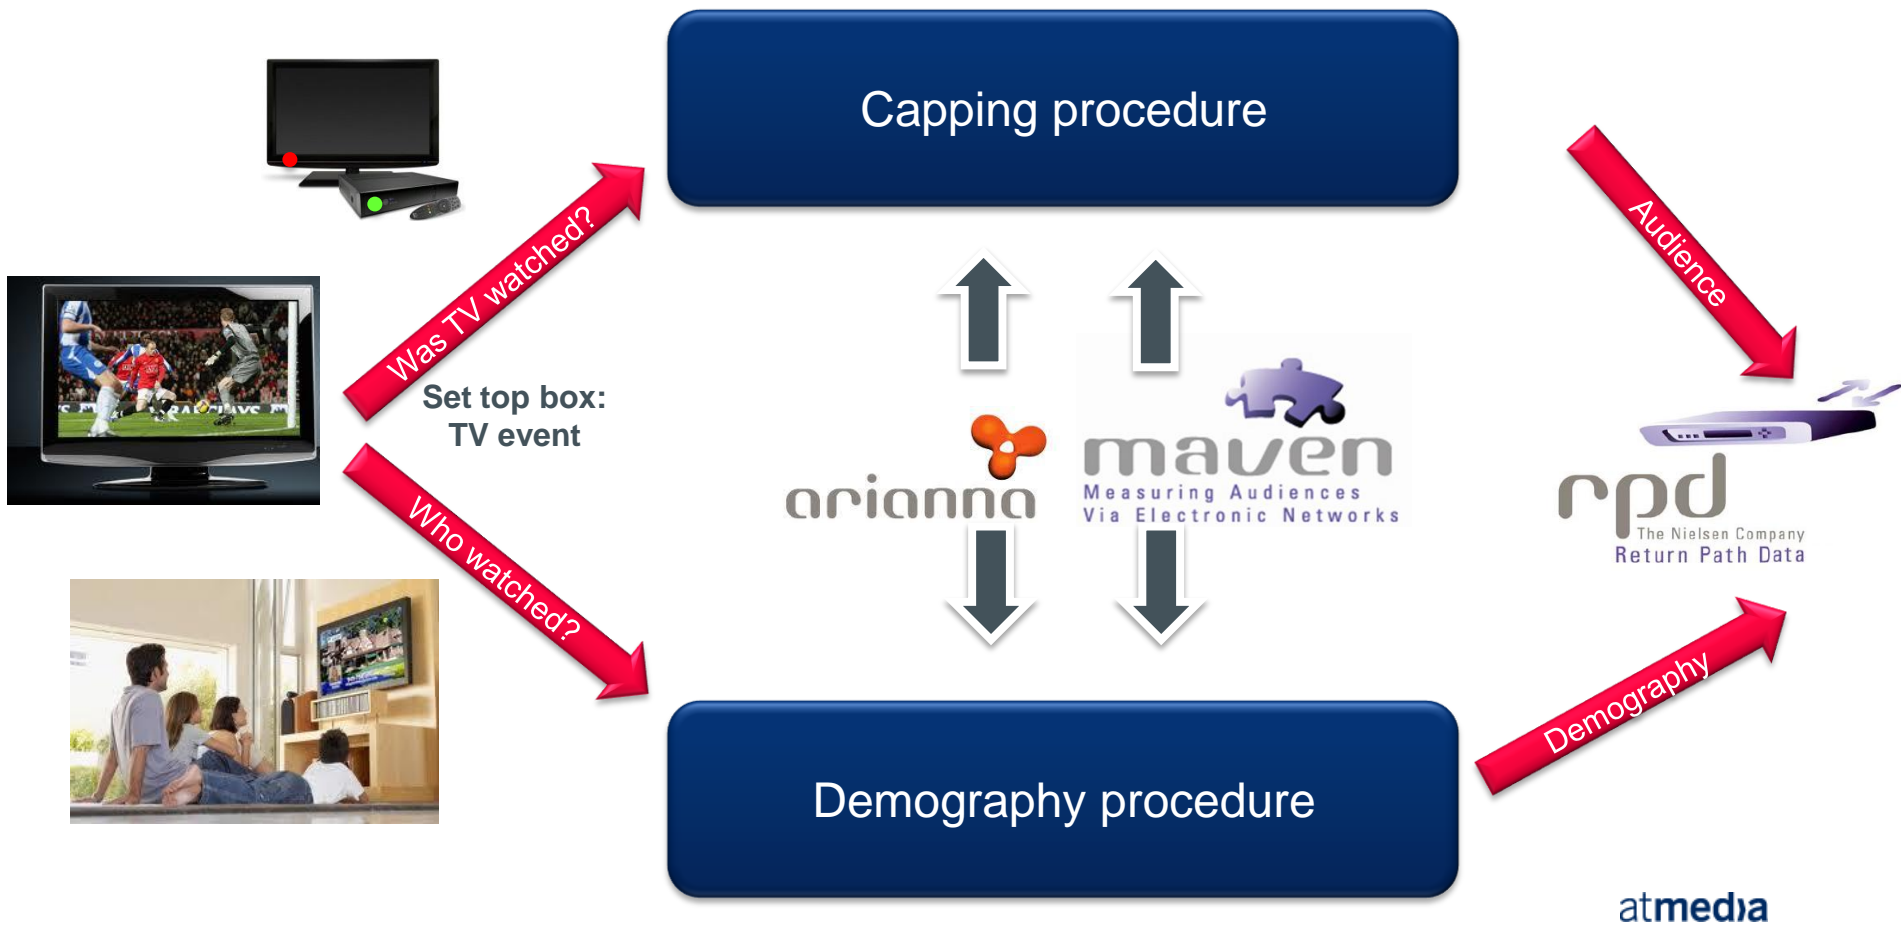 Capping procedure
Was TV watched?
Audience
Set top box:
TV event
arianna
maven
Measuring Audiences
Via Electronic Networks
rpd
The Nielsen Company
Return Path Data
Who watched?
Demography
Demography procedure
atmedia